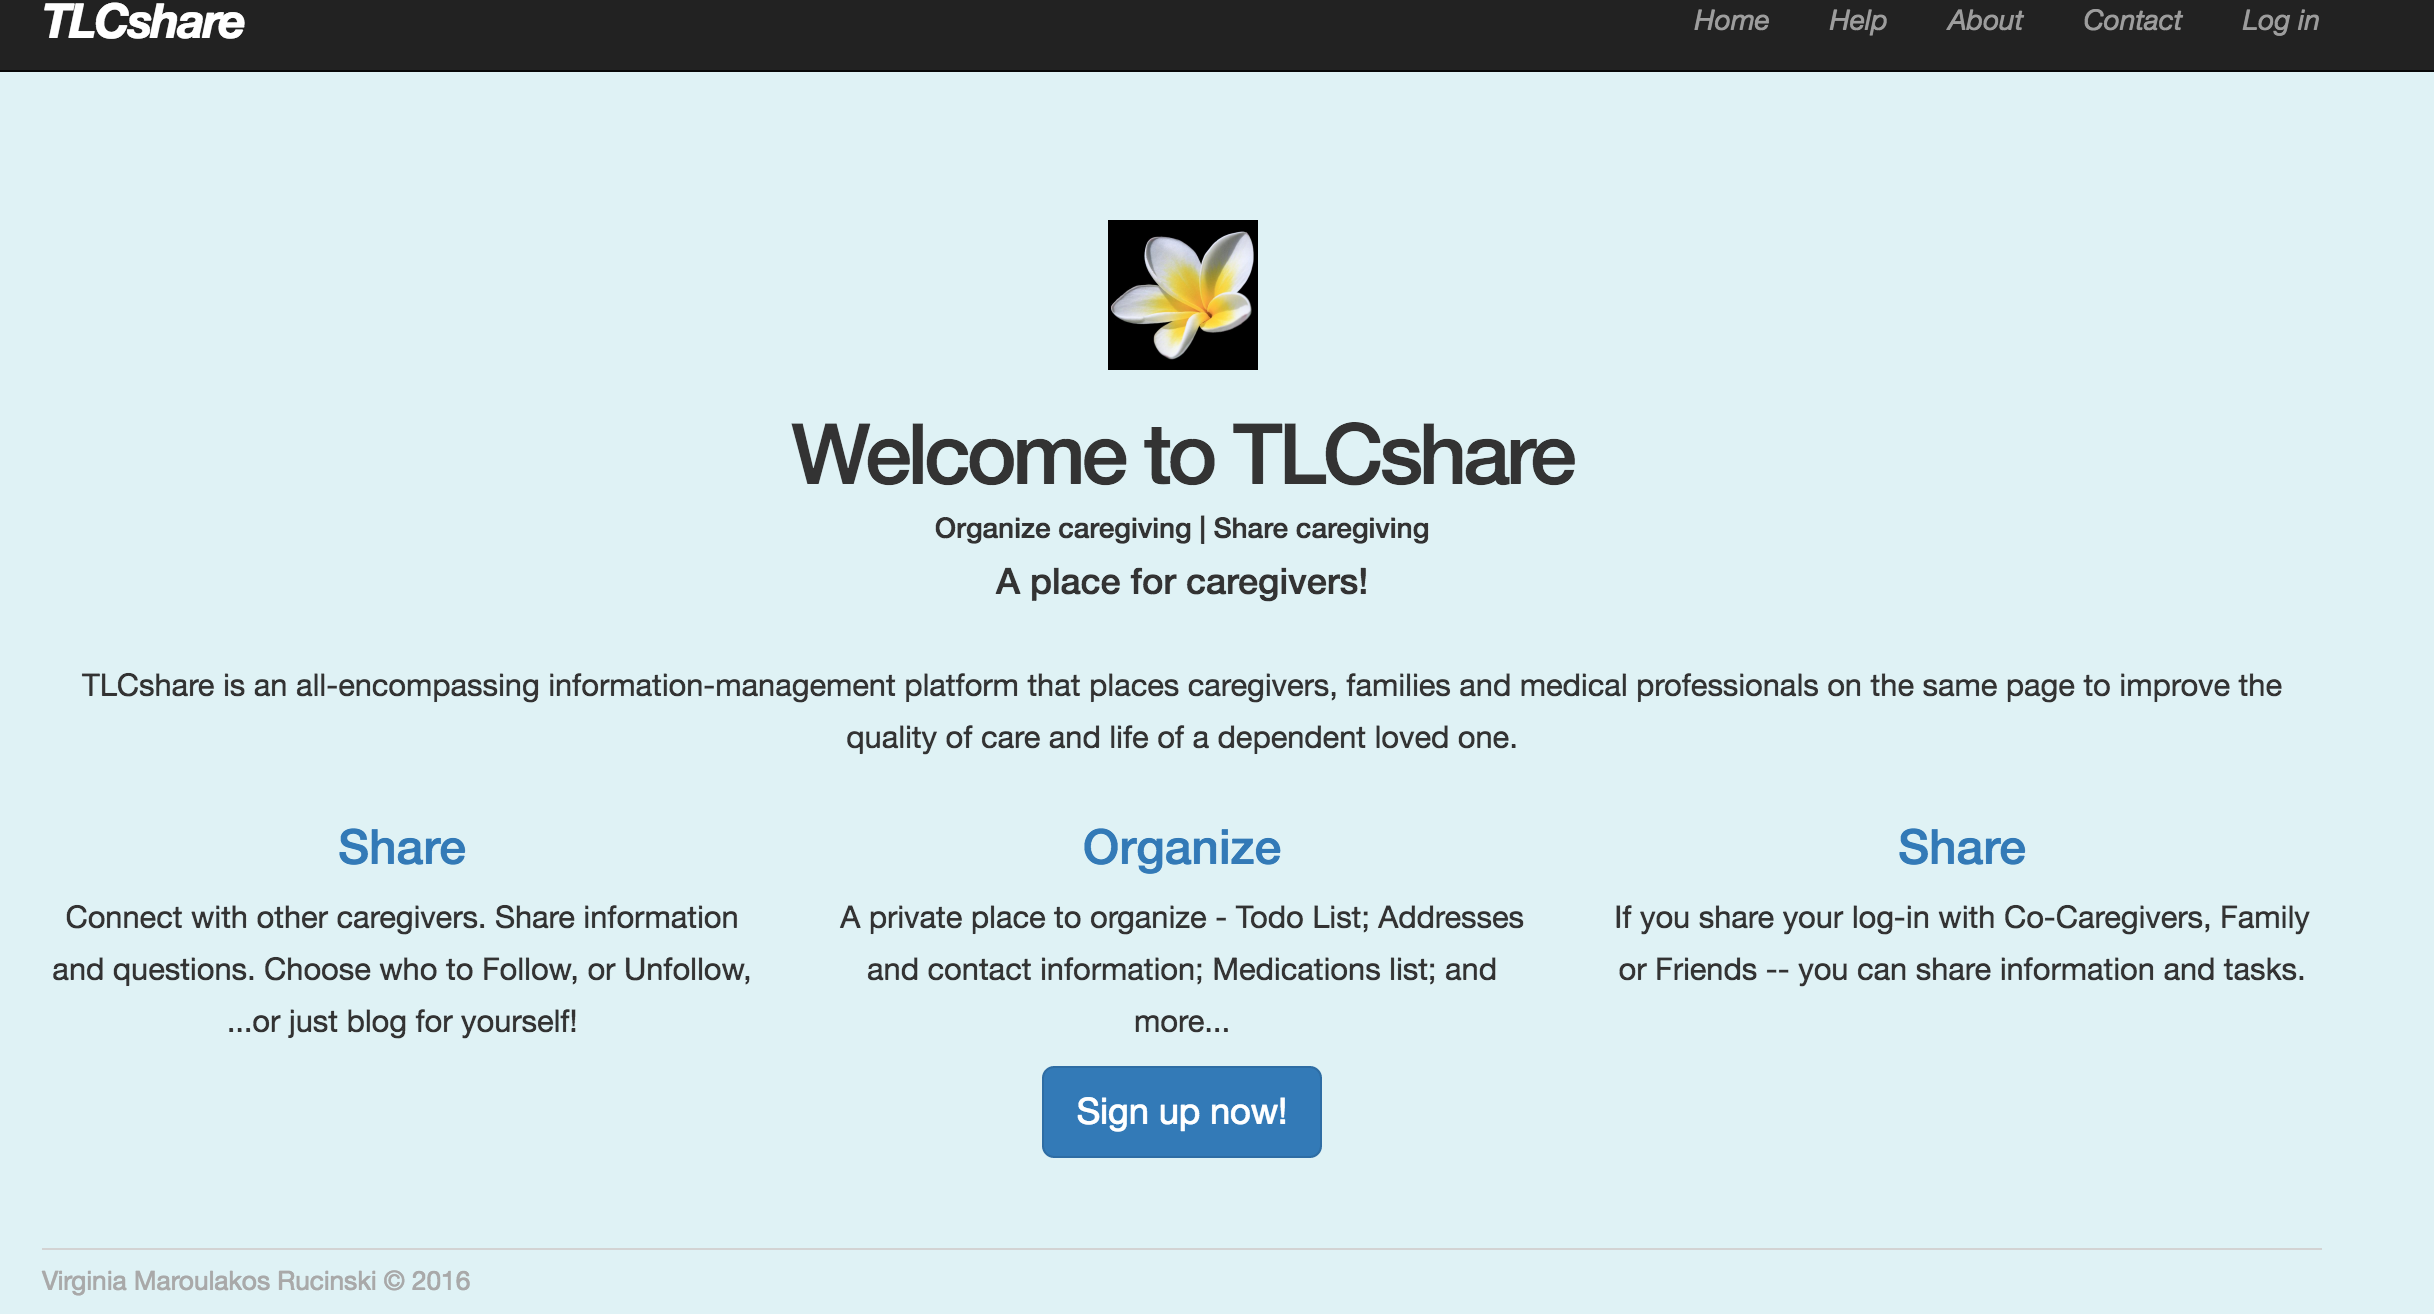 TLCshare
Home Help About Contact Log in
Welcome to TLCshare
Organize caregiving | Share caregiving
A place for caregivers!
TLCshare is an all-encompassing information-management platform that places caregivers, families and medical professionals on the same page to improve the
quality of care and life of a dependent loved one.
Share
Connect with other caregivers. Share information
and questions. Choose who to Follow, or Unfollow,
...or just blog for yourself!
Organize
A private place to organize - Todo List; Addresses
and contact information; Medications list; and
more...
Share
If you share your log-in with Co-Caregivers, Family
or Friends -- you can share information and tasks.
Sign up now!
Virginia Maroulakos Rucinski © 2016